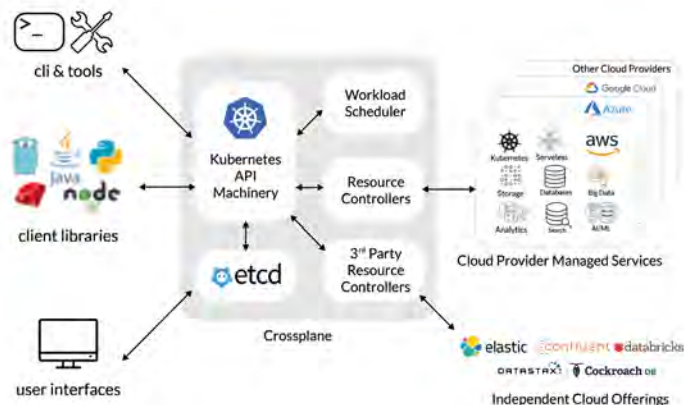 >_
cli & tools
Java
node
client libraries
user interfaces
Kubernetes
API
Machinery
etcd
Workload
Scheduler
Resource
Controllers
3rd Party
Resource
Controllers
Crossplane
Other Cloud Providers
Google Cloud
Azure
aws
Kubernetes
Serveless
Storage
Databases
Big Data
Analytics
Search
AI/ML
Cloud Provider Managed Services
elastic
confluent
databricks
DATASTAX
Cockroach DB
Independent Cloud Offerings